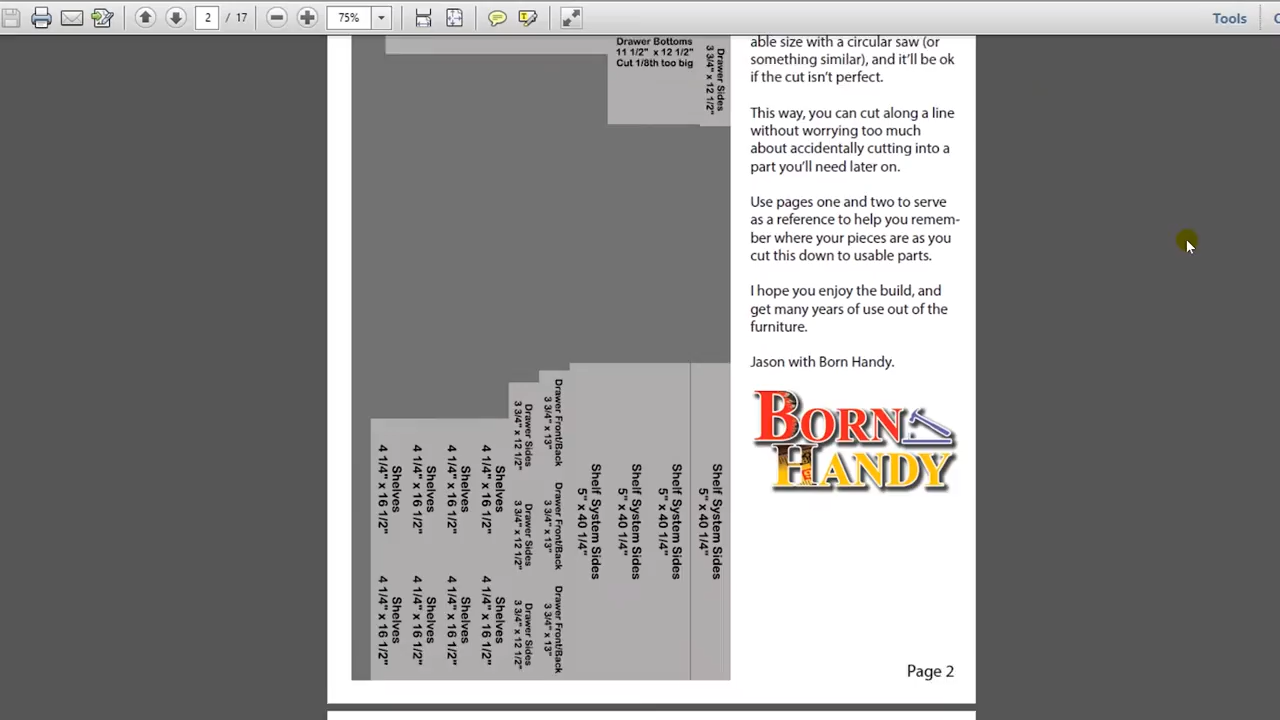 2 / 17
75%
Tools
C
Drawer Bottoms
11 1/2" x 12 1/2"
Cut 1/8th too big
Drawer Sides
3 3/4" x 12 1/2"
able size with a circular saw (or
something similar), and it'll be ok
if the cut isn't perfect.
This way, you can cut along a line
without worrying too much
about accidentally cutting into a
part you'll need later on.
Use pages one and two to serve
as a reference to help you remem-
ber where your pieces are as you
cut this down to usable parts.
I hope you enjoy the build, and
get many years of use out of the
furniture.
Jason with Born Handy.
BORN
HANDY
Shelves
4 1/4" x 16 1/2"
Shelves
4 1/4" x 16 1/2"
Shelves
4 1/4" x 16 1/2"
Shelves
4 1/4" x 16 1/2"
Drawer Sides
3 3/4" x 12 1/2"
Drawer Front/Back
3 3/4" x 13"
Shelf System Sides
5" x 40 1/4"
Shelf System Sides
5" x 40 1/4"
Shelf System Sides
5" x 40 1/4"
Shelf System Sides
5" x 40 1/4"
Drawer Sides
3 3/4" x 12 1/2"
Drawer Front/Back
3 3/4" x 13"
Shelves
4 1/4" x 16 1/2"
Shelves
4 1/4" x 16 1/2"
Shelves
4 1/4" x 16 1/2"
Shelves
4 1/4" x 16 1/2"
Drawer Sides
3 3/4" x 12 1/2"
Drawer Front/Back
3 3/4" x 13"
Page 2